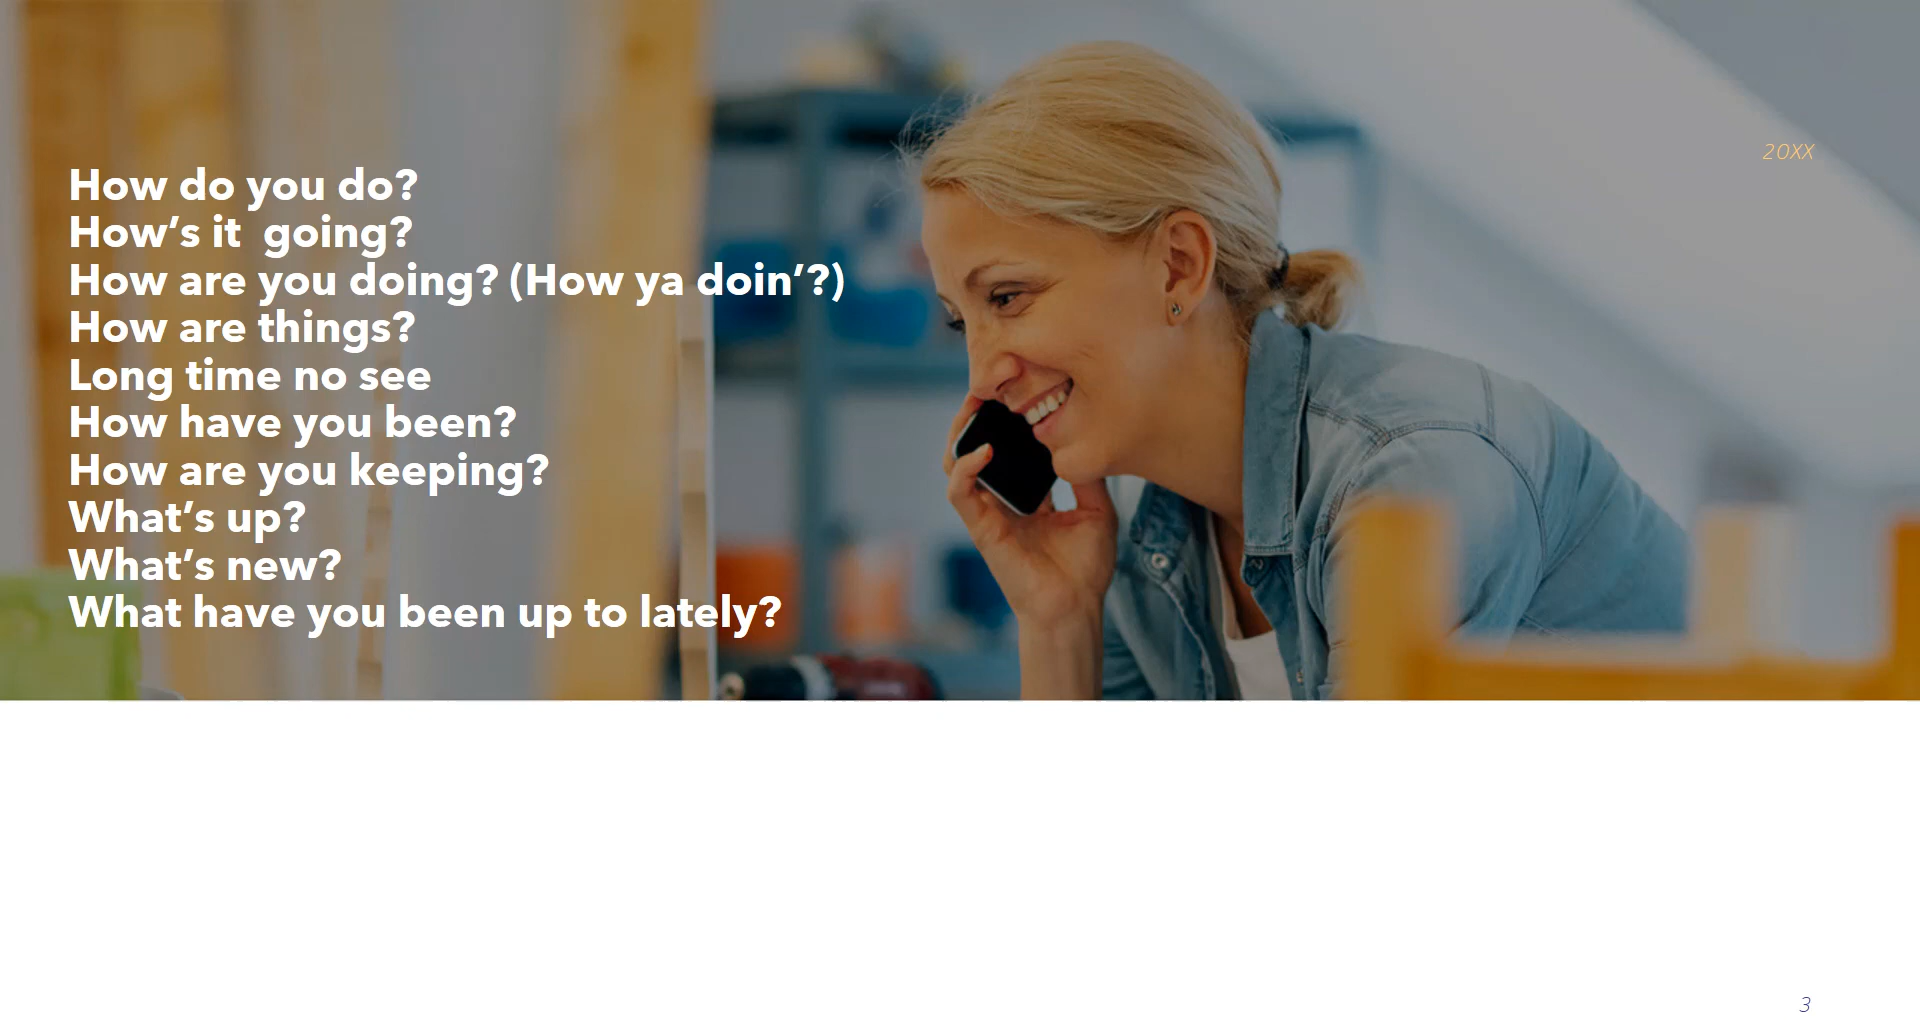 20XX
How do you do?
How's it  going?
How are you doing? (How ya doin'?)
How are things?
Long time no see
How have you been?
How are you keeping?
What's up?
What's new?
What have you been up to lately?
3